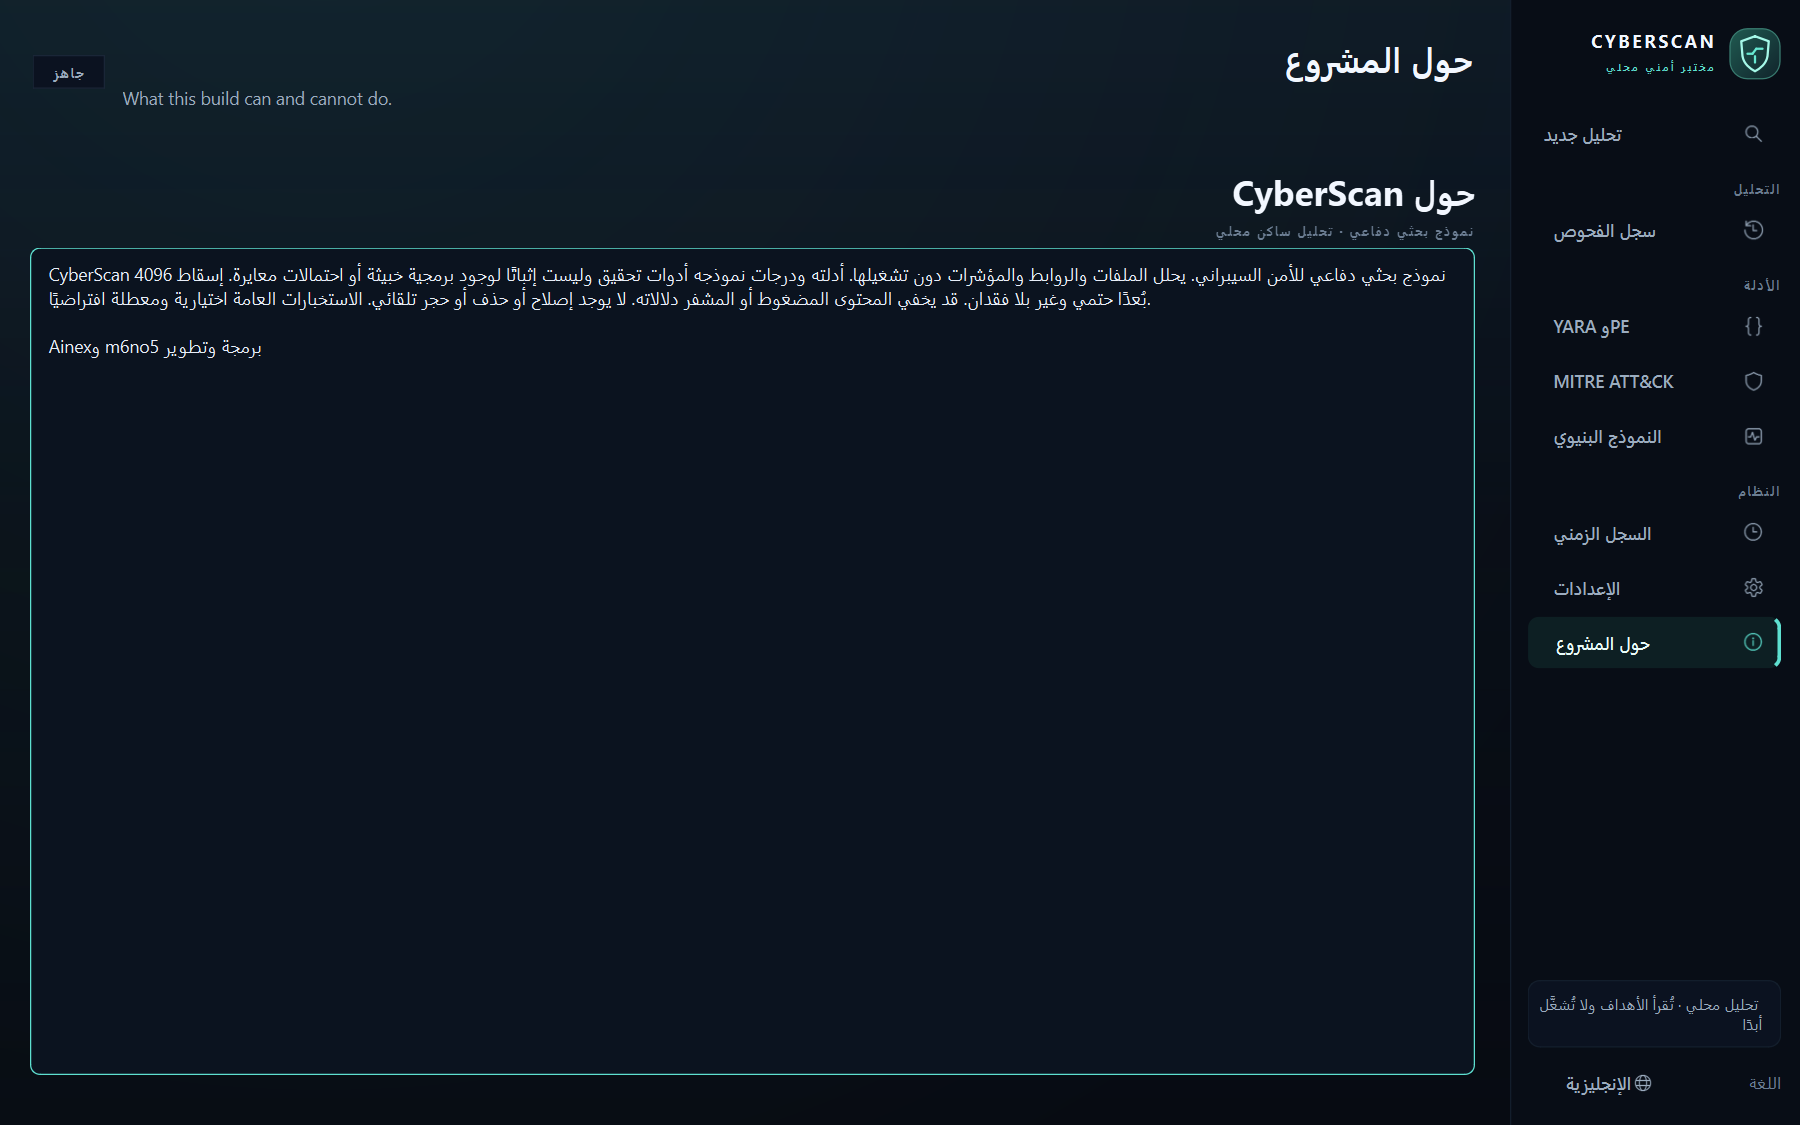 CYBERSCAN
مختبر أمني محلي
تحليل جديد
التحليل
سجل الفحوص
الأدلة
YARA وPE
MITRE ATT&CK
النموذج البنيوي
النظام
السجل الزمني
الإعدادات
حول المشروع
تحليل محلي · تُقرأ الأهداف ولا تُشغَّل
أبدًا
اللغة
الإنجليزية
حول المشروع
جاهز
What this build can and cannot do.
حول CyberScan
نموذج بحثي دفاعي · تحليل ساكن محلي
CyberScan نموذج بحثي دفاعي للأمن السيبراني. يحلل الملفات والروابط والمؤشرات دون تشغيلها. أدلته ودرجات نموذجه أدوات تحقيق وليست إثباتًا لوجود برمجية خبيثة أو احتمالات معايرة. إسقاط 4096
بُعدًا حتمي وغير بلا فقدان. قد يخفي المحتوى المضغوط أو المشفر دلالاته. لا يوجد إصلاح أو حذف أو حجر تلقائي. الاستخبارات العامة اختيارية ومعطلة افتراضيًا.
برمجة وتطوير m6no5 وAinex